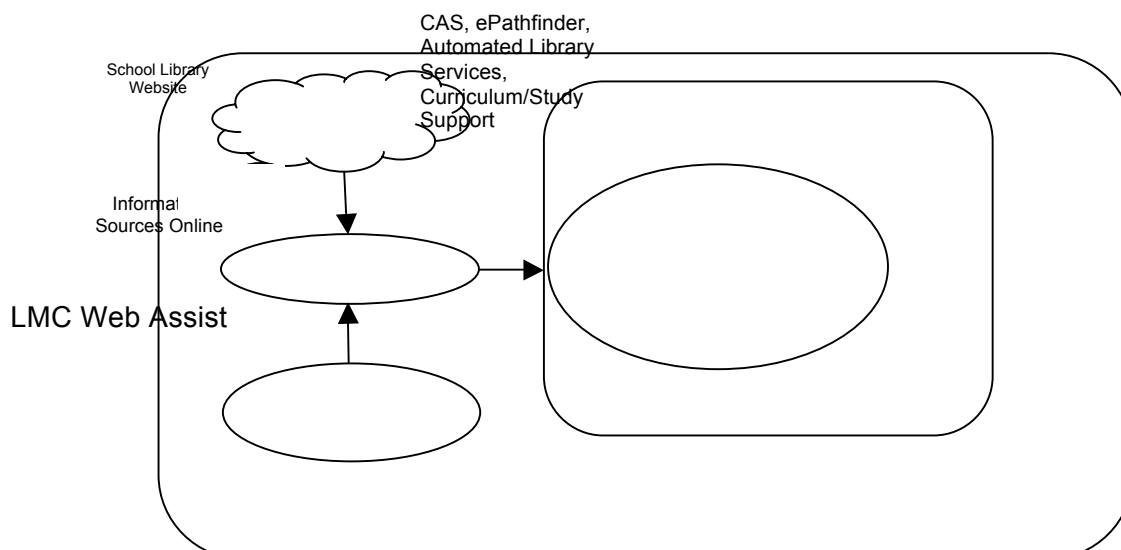 CAS, ePathfinder,
Automated Library
Services,
Curriculum/Study
Support
School Library
Website
Sources Online
LMC Web Assist